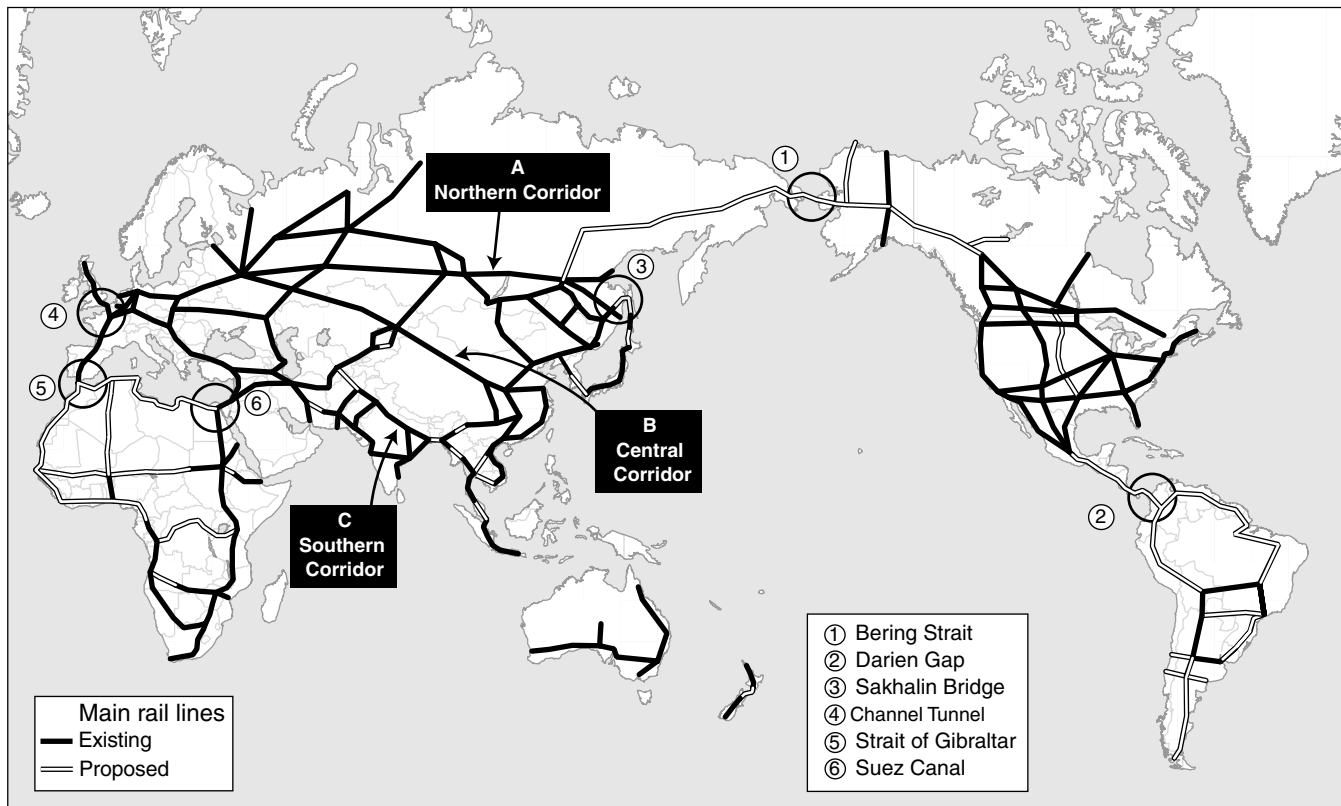 ①
A
Northern Corridor
③
④
⑤
⑥
B
Central
Corridor
②
C
Southern
Corridor
① Bering Strait
② Darien Gap
③ Sakhalin Bridge
④ Channel Tunnel
⑤ Strait of Gibraltar
⑥ Suez Canal
Main rail lines
Existing
Proposed